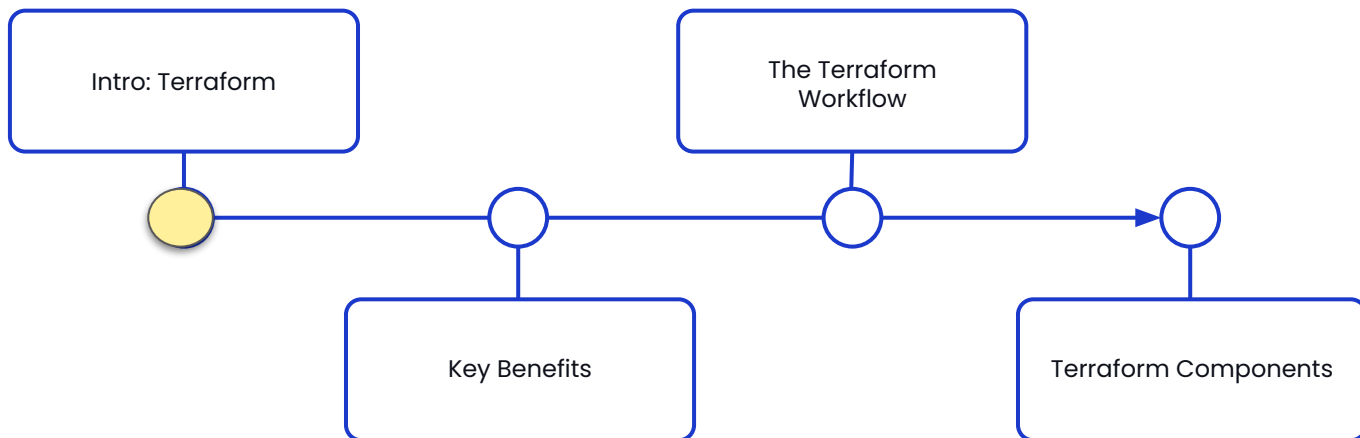 Intro: Terraform
The Terraform
Workflow
Key Benefits
Terraform Components